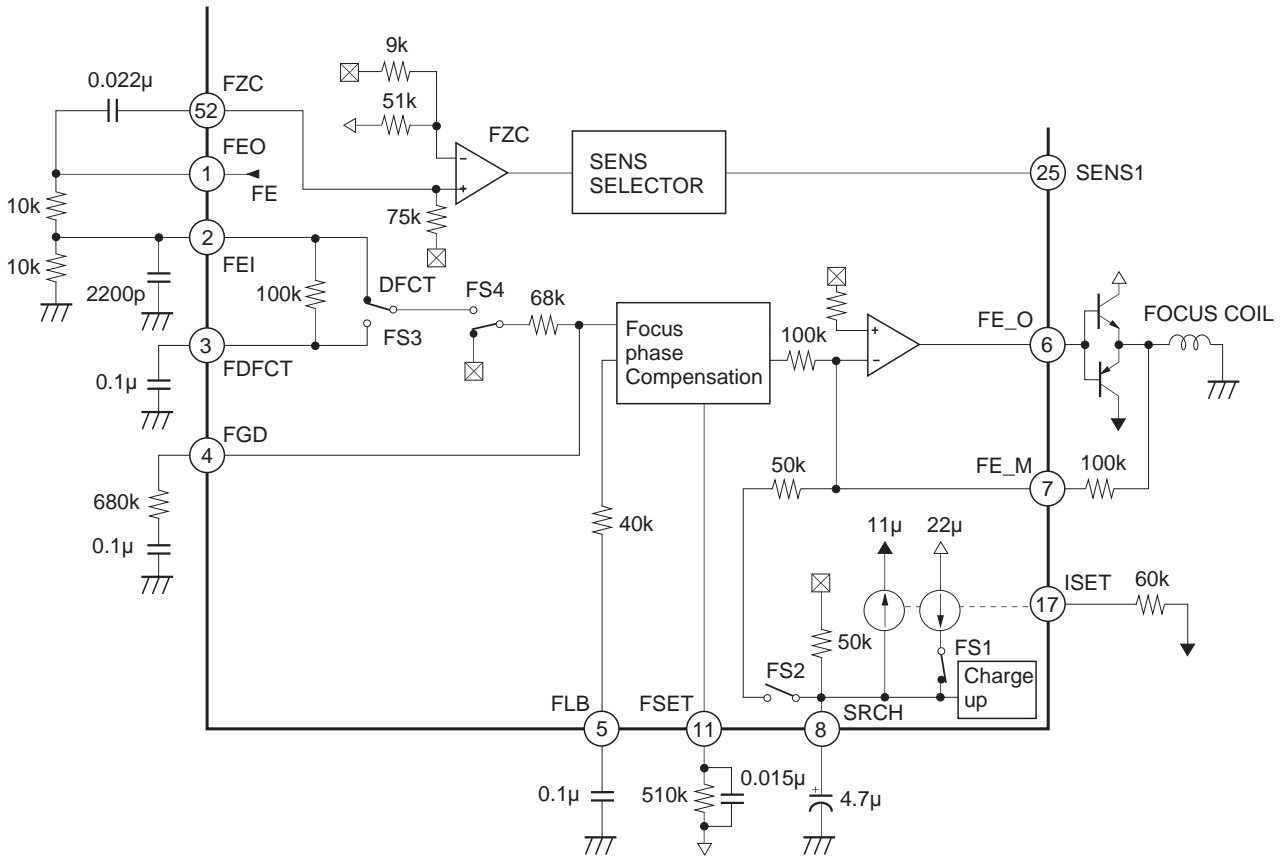 9k
0.022µ
FZC
52
51k
FZC
FEO
1
FE
SENS
SELECTOR
25
SENS1
10k
75k
2
FEI
10k
2200p
100k
DFCT
FS4
68k
FS3
3
FDFCT
0.1µ
Focus
phase
Compensation
100k
FE_O
6
FOCUS COIL
FGD
4
680k
0.1µ
40k
50k
FE_M
7
100k
11µ
22µ
ISET
17
60k
50k
FS1
FS2
Charge
up
FLB
5
FSET
11
SRCH
8
0.1µ
510k
0.015µ
+
4.7µ